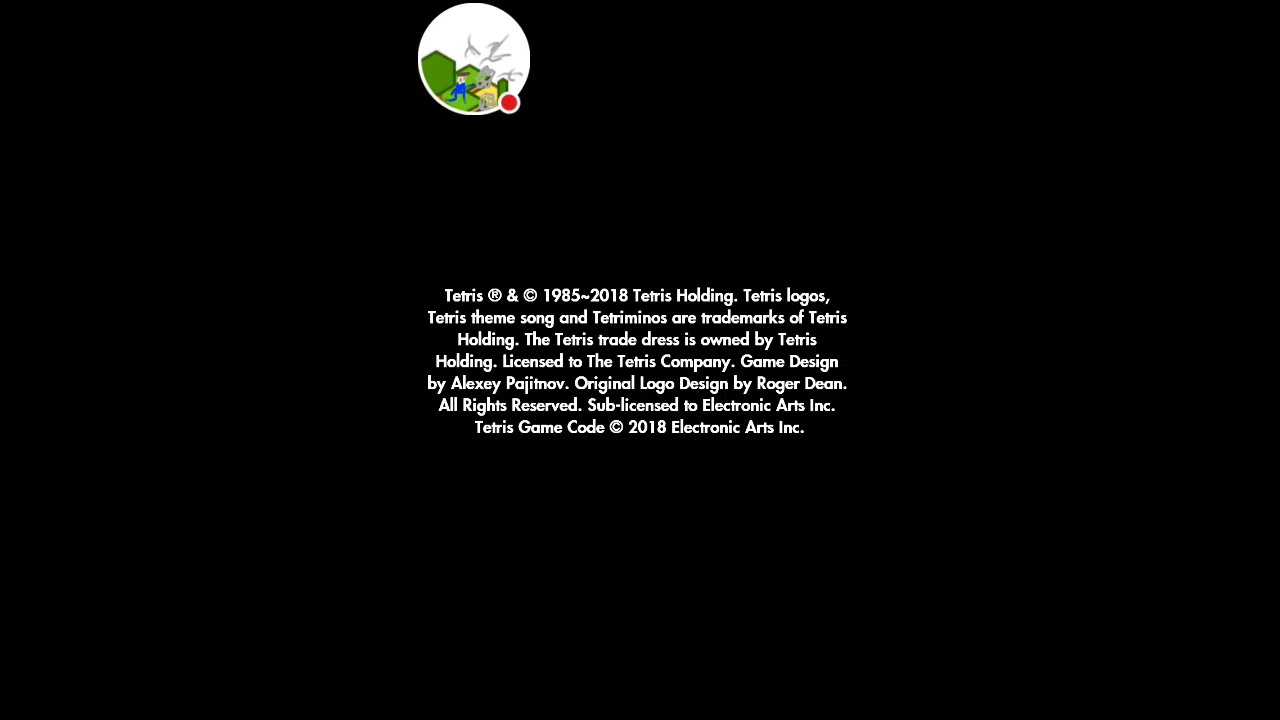 Tetris ® & © 1985~2018 Tetris Holding. Tetris logos,
Tetris theme song and Tetriminos are trademarks of Tetris
Holding. The Tetris trade dress is owned by Tetris
Holding. Licensed to The Tetris Company. Game Design
by Alexey Pajitnov. Original Logo Design by Roger Dean.
All Rights Reserved. Sub-licensed to Electronic Arts Inc.
Tetris Game Code © 2018 Electronic Arts Inc.